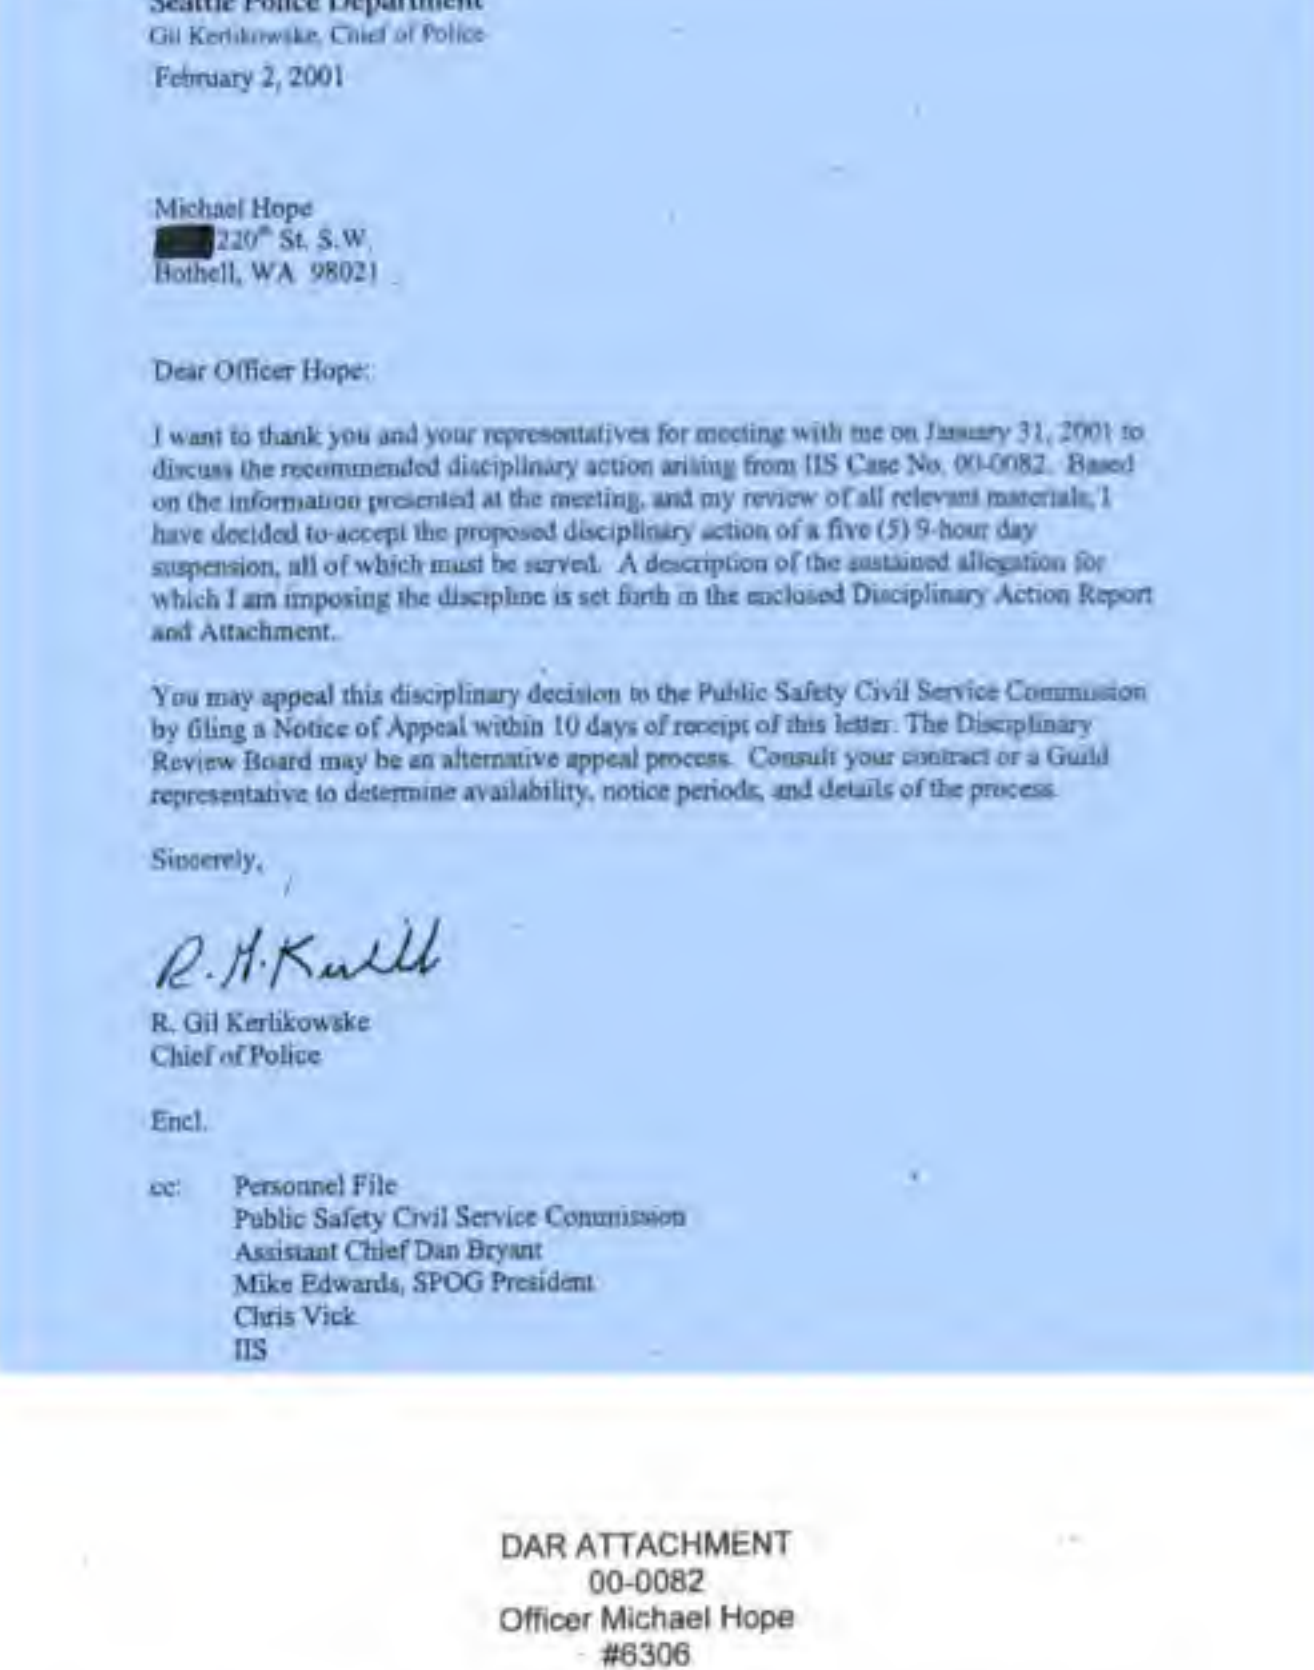 Seattle Police Department
Gil Kerlikowske, Chief of Police
February 2, 2001
Michael Hope
220th St. S.W.
Bothell, WA 98021
Dear Officer Hope:
I want to thank you and your representatives for meeting with me on January 31, 2001 to
discuss the recommended disciplinary action arising from IIS Case No. 00-0082. Based
on the information presented at the meeting, and my review of all relevant materials, I
have decided to accept the proposed disciplinary action of a five (5) 9-hour day
suspension, all of which must be served. A description of the sustained allegation for
which I am imposing the discipline is set forth in the enclosed Disciplinary Action Report
and Attachment.
You may appeal this disciplinary decision to the Public Safety Civil Service Commission
by filing a Notice of Appeal within 10 days of receipt of this letter. The Disciplinary
Review Board may be an alternative appeal process. Consult your contract or a Guild
representative to determine availability, notice periods, and details of the process.
Sincerely,
R. Gil Kerlikowske
Chief of Police
Encl.
cc: Personnel File
Public Safety Civil Service Commission
Assistant Chief Dan Bryant
Mike Edwards, SPOG President
Chris Vick
IIS
DAR ATTACHMENT
00-0082
Officer Michael Hope
#6306